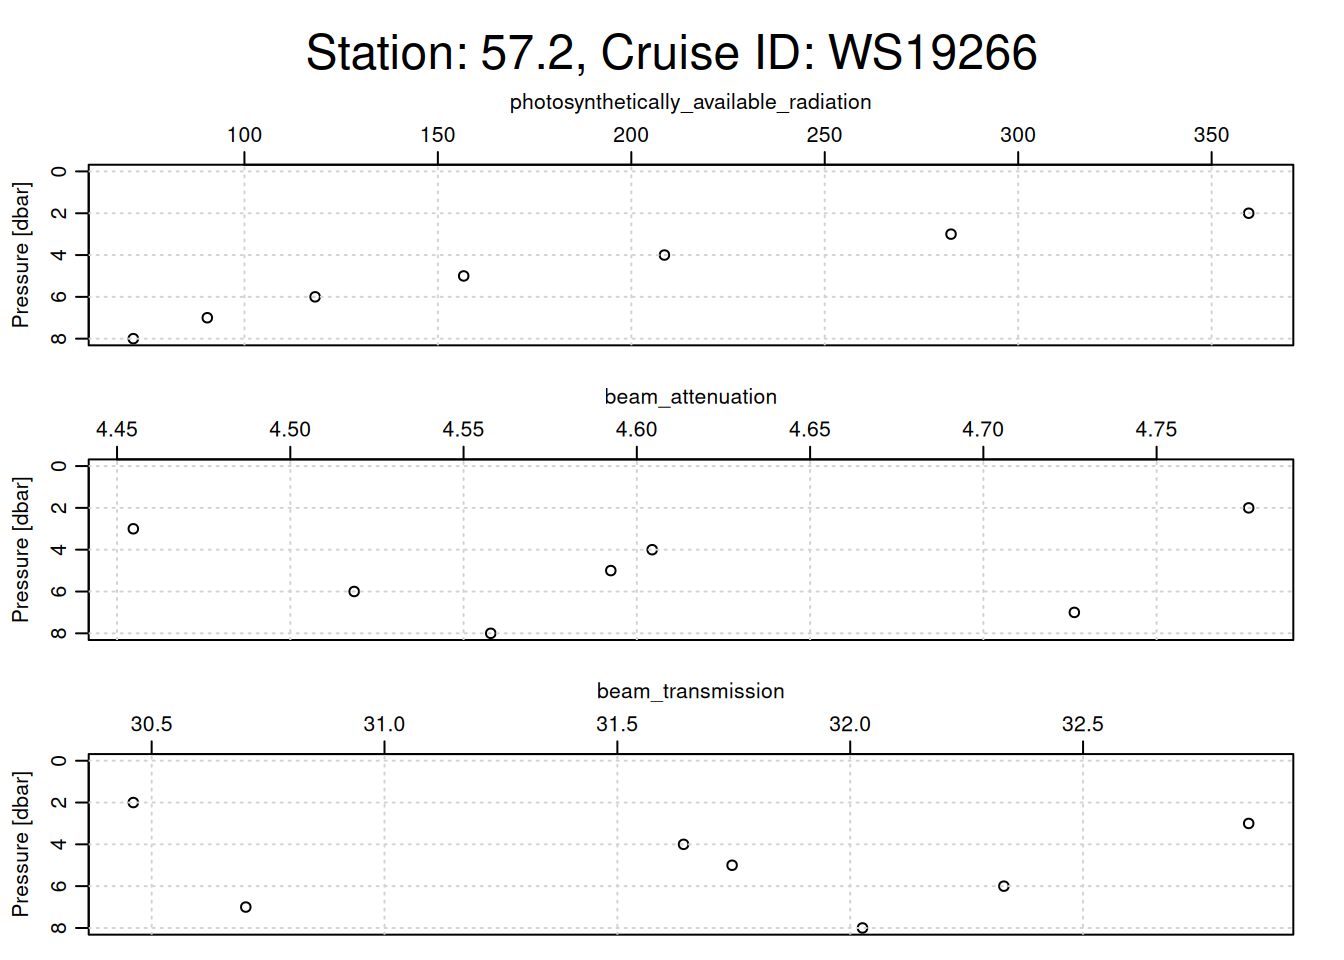 Station: 57.2, Cruise ID: WS19266
photosynthetically_available_radiation
100 150 200 250 300 350
Pressure [dbar]
0
2
4
6
8
beam_attenuation
4.45 4.50 4.55 4.60 4.65 4.70 4.75
Pressure [dbar]
0
2
4
6
8
beam_transmission
30.5 31.0 31.5 32.0 32.5
Pressure [dbar]
0
2
4
6
8